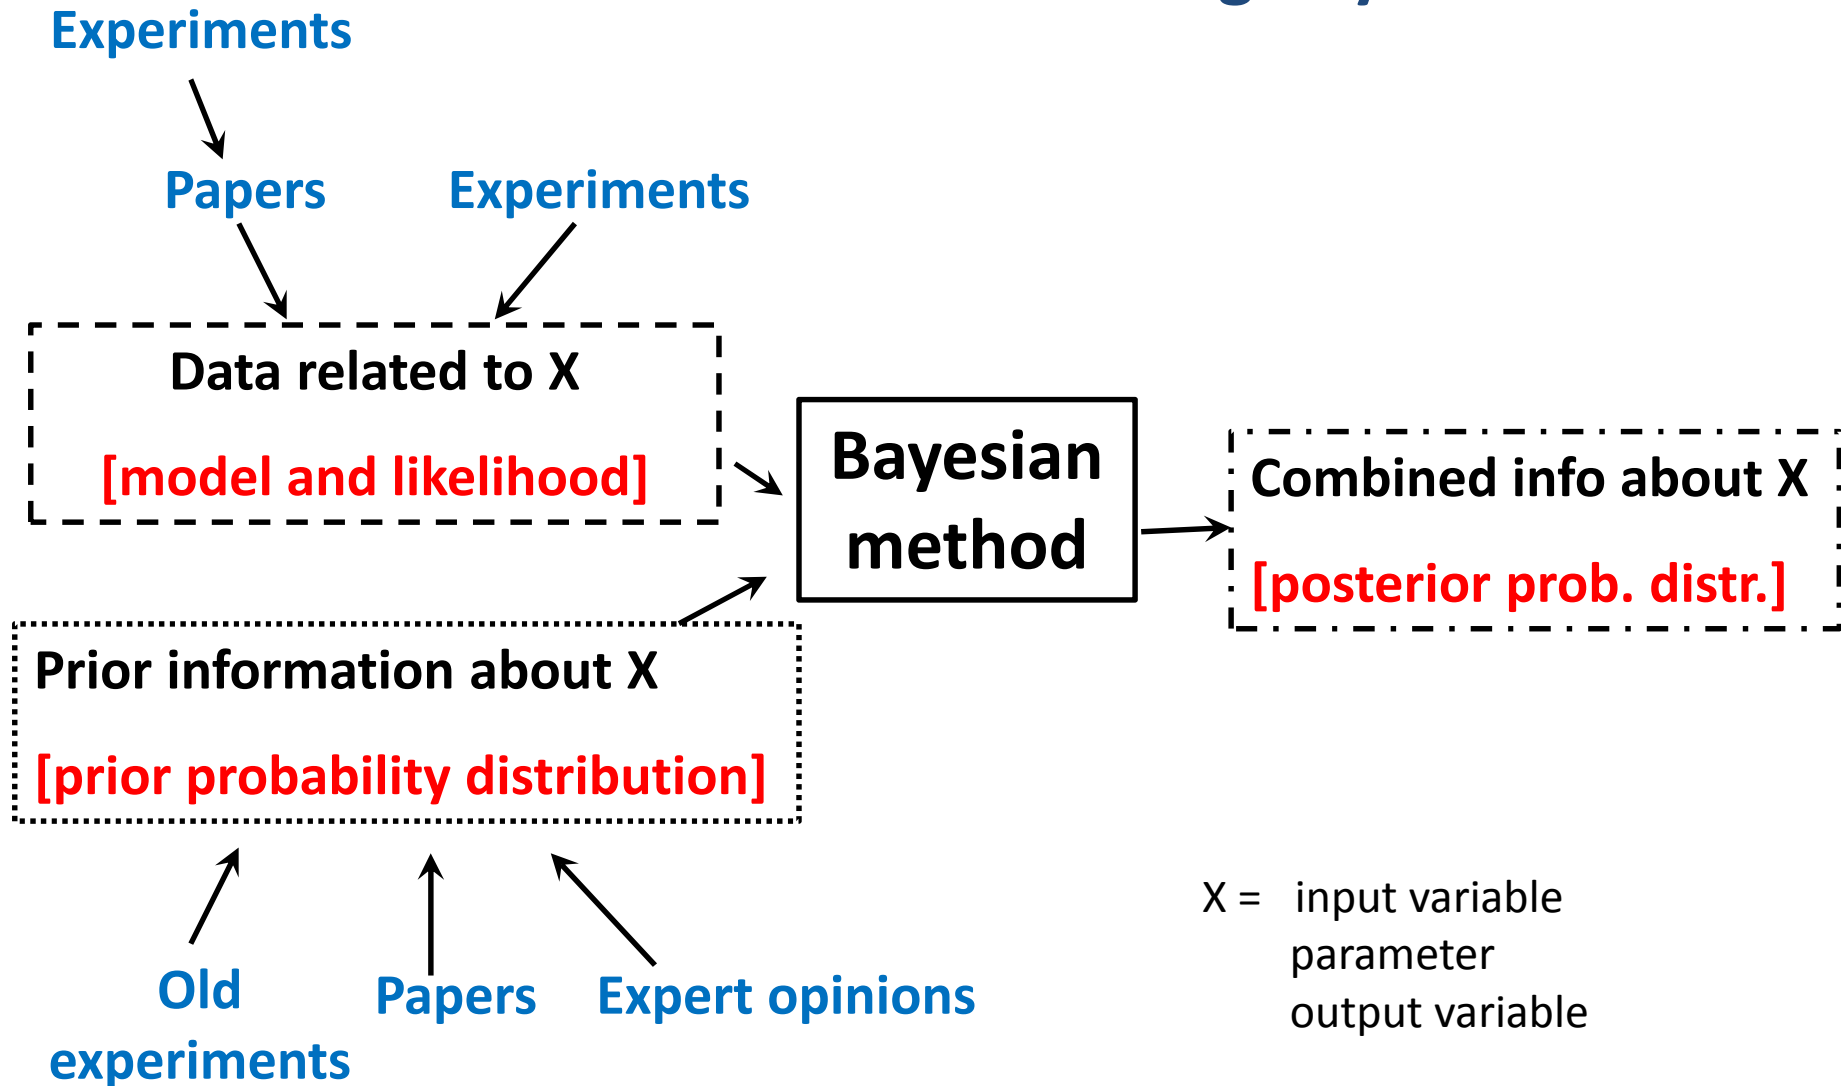 Experiments
Papers
Experiments
Data related to X
[model and likelihood]
Bayesian
method
Combined info about X
[posterior prob. distr.]
Prior information about X
[prior probability distribution]
X = input variable
parameter
output variable
Old
experiments
Papers
Expert opinions